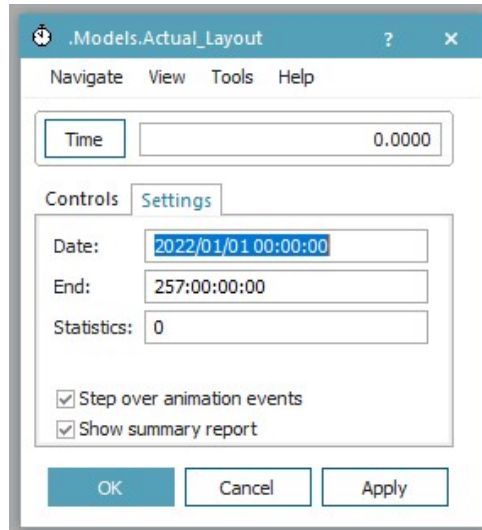 .Models.Actual_Layout ? ×
Navigate View Tools Help
Time 0.0000
Controls Settings
Date: 2022/01/01 00:00:00
End: 257:00:00:00
Statistics: 0
Step over animation events
Show summary report
OK Cancel Apply